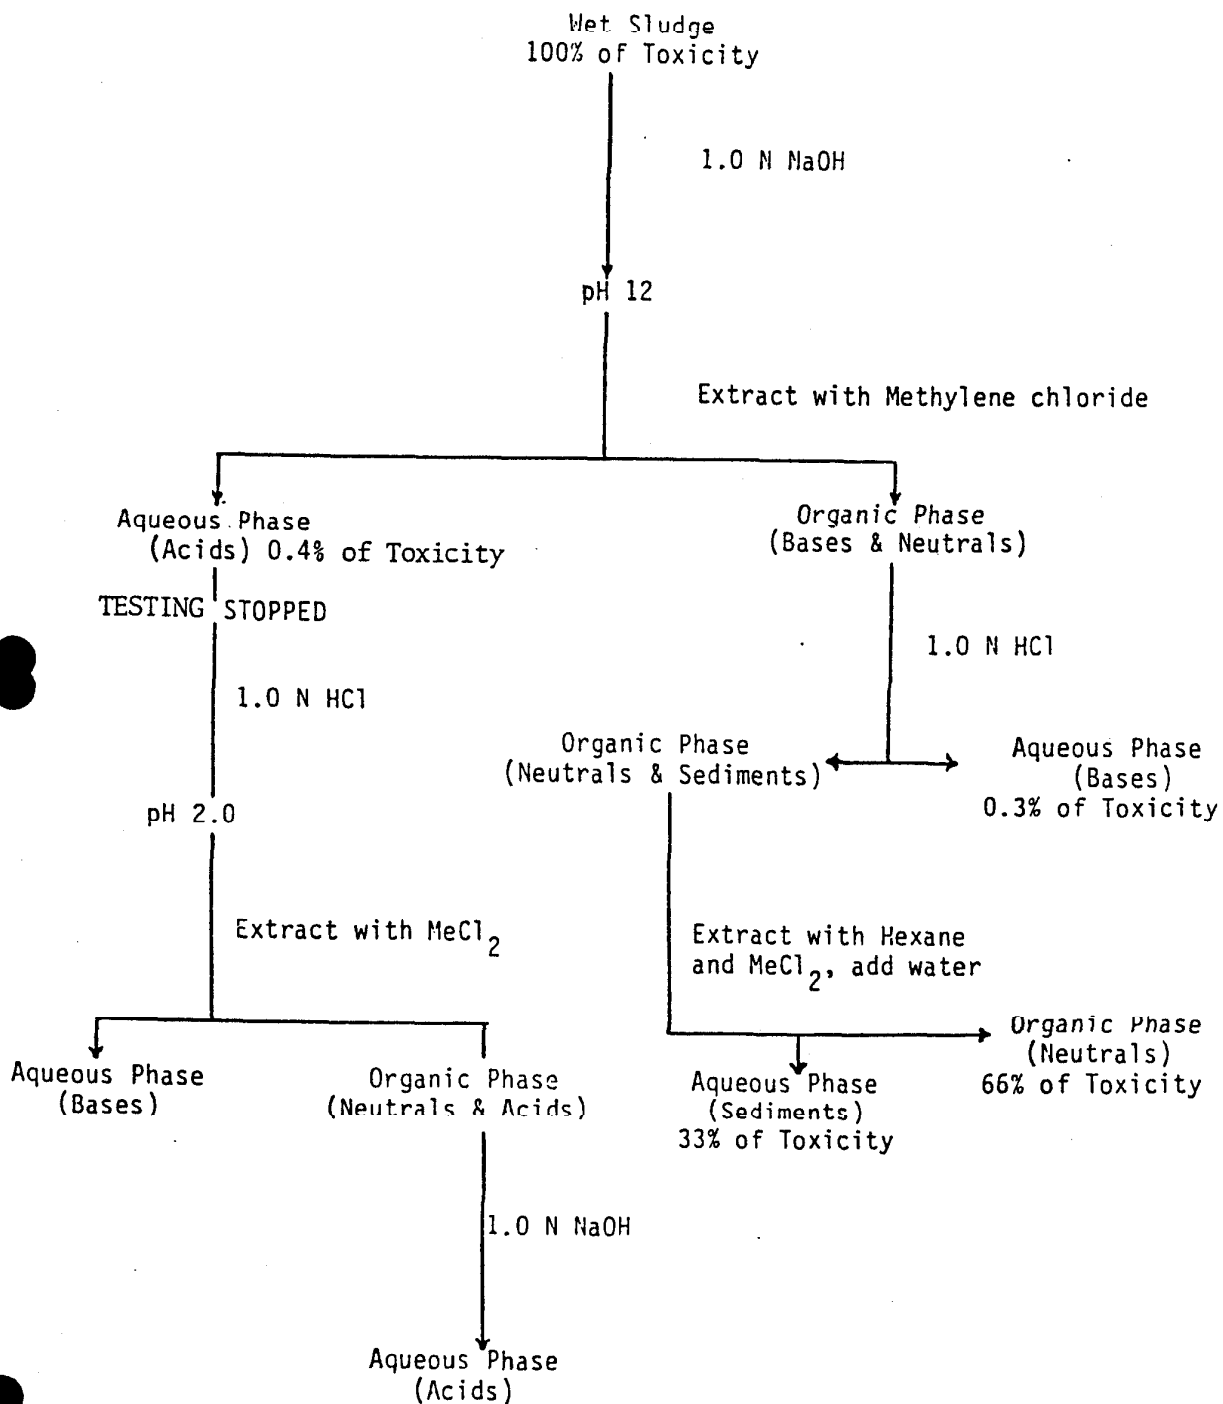 Wet Sludge
100% of Toxicity
1.0 N NaOH
pH 12
Extract with Methylene chloride
Aqueous Phase
(Acids) 0.4% of Toxicity
TESTING STOPPED
1.0 N HCl
pH 2.0
Extract with MeCl2
Aqueous Phase
(Bases)
Organic Phase
(Neutrals & Acids)
1.0 N NaOH
Aqueous Phase
(Acids)
Organic Phase
(Bases & Neutrals)
1.0 N HCl
Organic Phase
(Neutrals & Sediments)
Aqueous Phase
(Bases)
0.3% of Toxicity
Extract with Hexane
and MeCl2, add water
Aqueous Phase
(Sediments)
33% of Toxicity
Organic Phase
(Neutrals)
66% of Toxicity